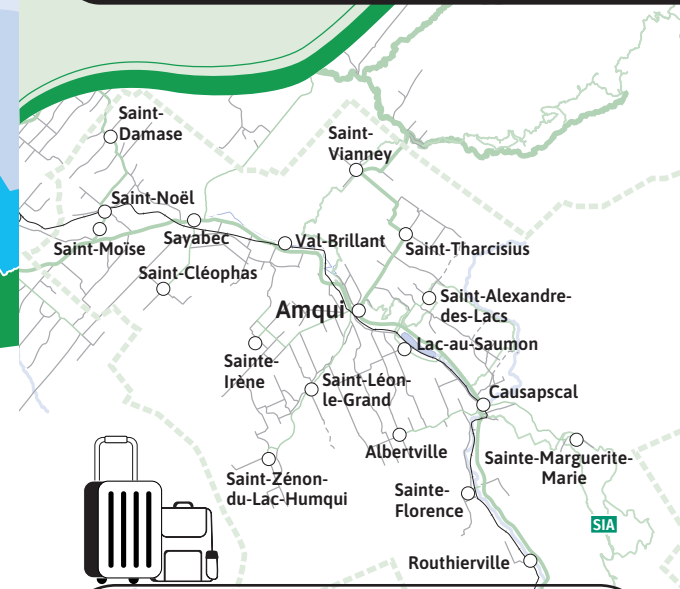 Saint-
Damase
Saint-
Vianney
Saint-Noël
Saint-Moïse
Sayabec
Val-Brillant
Saint-Tharcisius
Saint-Cléophas
Amqui
Saint-Alexandre-
des-Lacs
Lac-au-Saumon
Sainte-
Irène
Saint-Léon-
le-Grand
Causapscal
Albertville
Sainte-Marguerite-
Marie
Saint-Zénon-
du-Lac-Humqui
Sainte-
Florence
SIA
Routhierville